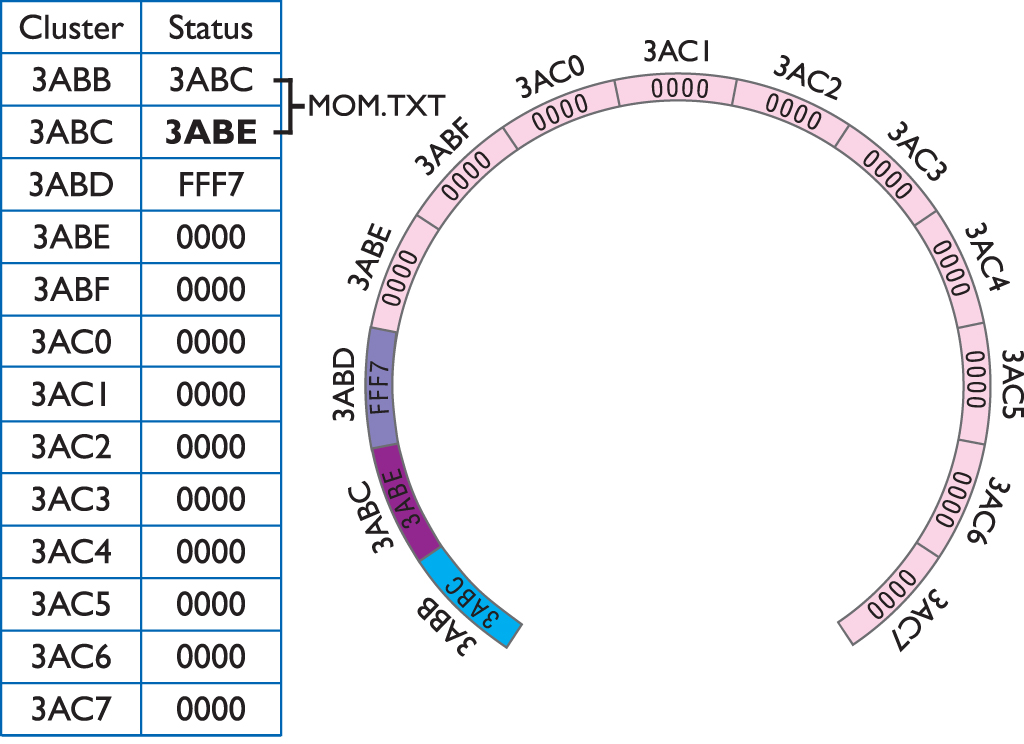 Cluster Status
3ABB 3ABC
MOM.TXT
3ABC 3ABE
3ABD FFF7
3ABE 0000
3ABF 0000
3AC0 0000
3AC1 0000
3AC2 0000
3AC3 0000
3AC4 0000
3AC5 0000
3AC6 0000
3AC7 0000
3ABB
3ABC
3ABC
3ABE
3ABD
FFF7
3ABE
0000
3ABF
0000
3AC0
0000
3AC1
0000
3AC2
0000
3AC3
0000
3AC4
0000
3AC5
0000
3AC6
0000
3AC7
0000